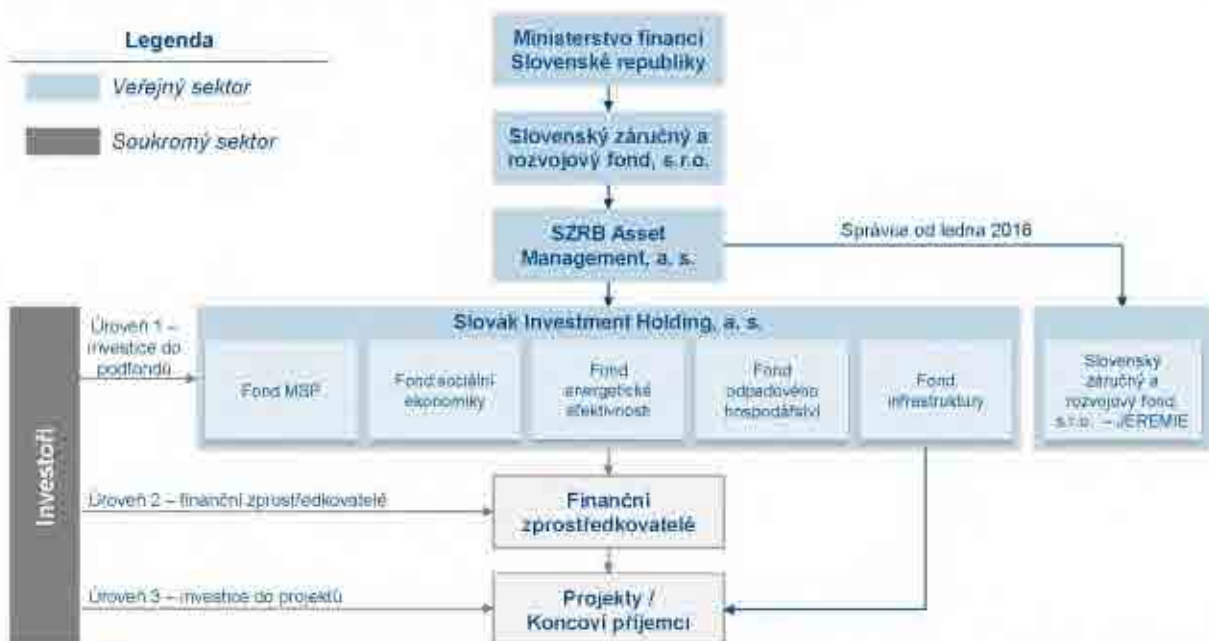 Legenda
Veřejný sektor
Soukromý sektor
Ministerstvo financí
Slovenské republiky
Slovenský záruční a
rozvojový fond, s.r.o.
SZRB Asset
Management, a. s.
Správce od ledna 2016
Investoři
Úroveň 1 –
investice do
podfondů
Slovak Investment Holding, a. s.
Fond MSP
Fond sociální
ekonomiky
Fond
energetické
efektivnosti
Fond
odpadového
hospodářství
Fond
infrastruktury
Slovenský
záručný a
rozvojový fond,
s.r.o. – JEREMIE
Úroveň 2 – finanční zprostředkovatelé
Finanční
zprostředkovatelé
Úroveň 3 – investice do projektů
Projekty /
Koncoví příjemci